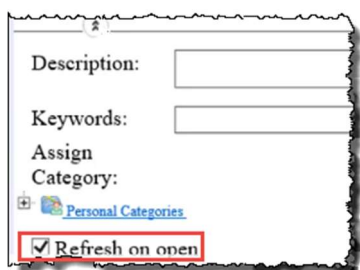 Description:
Keywords:
Assign
Category:
Personal Categories
Refresh on open